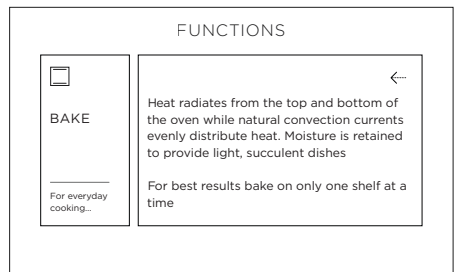 FUNCTIONS
BAKE
For everyday
cooking...
Heat radiates from the top and bottom of
the oven while natural convection currents
evenly distribute heat. Moisture is retained
to provide light, succulent dishes
For best results bake on only one shelf at a
time